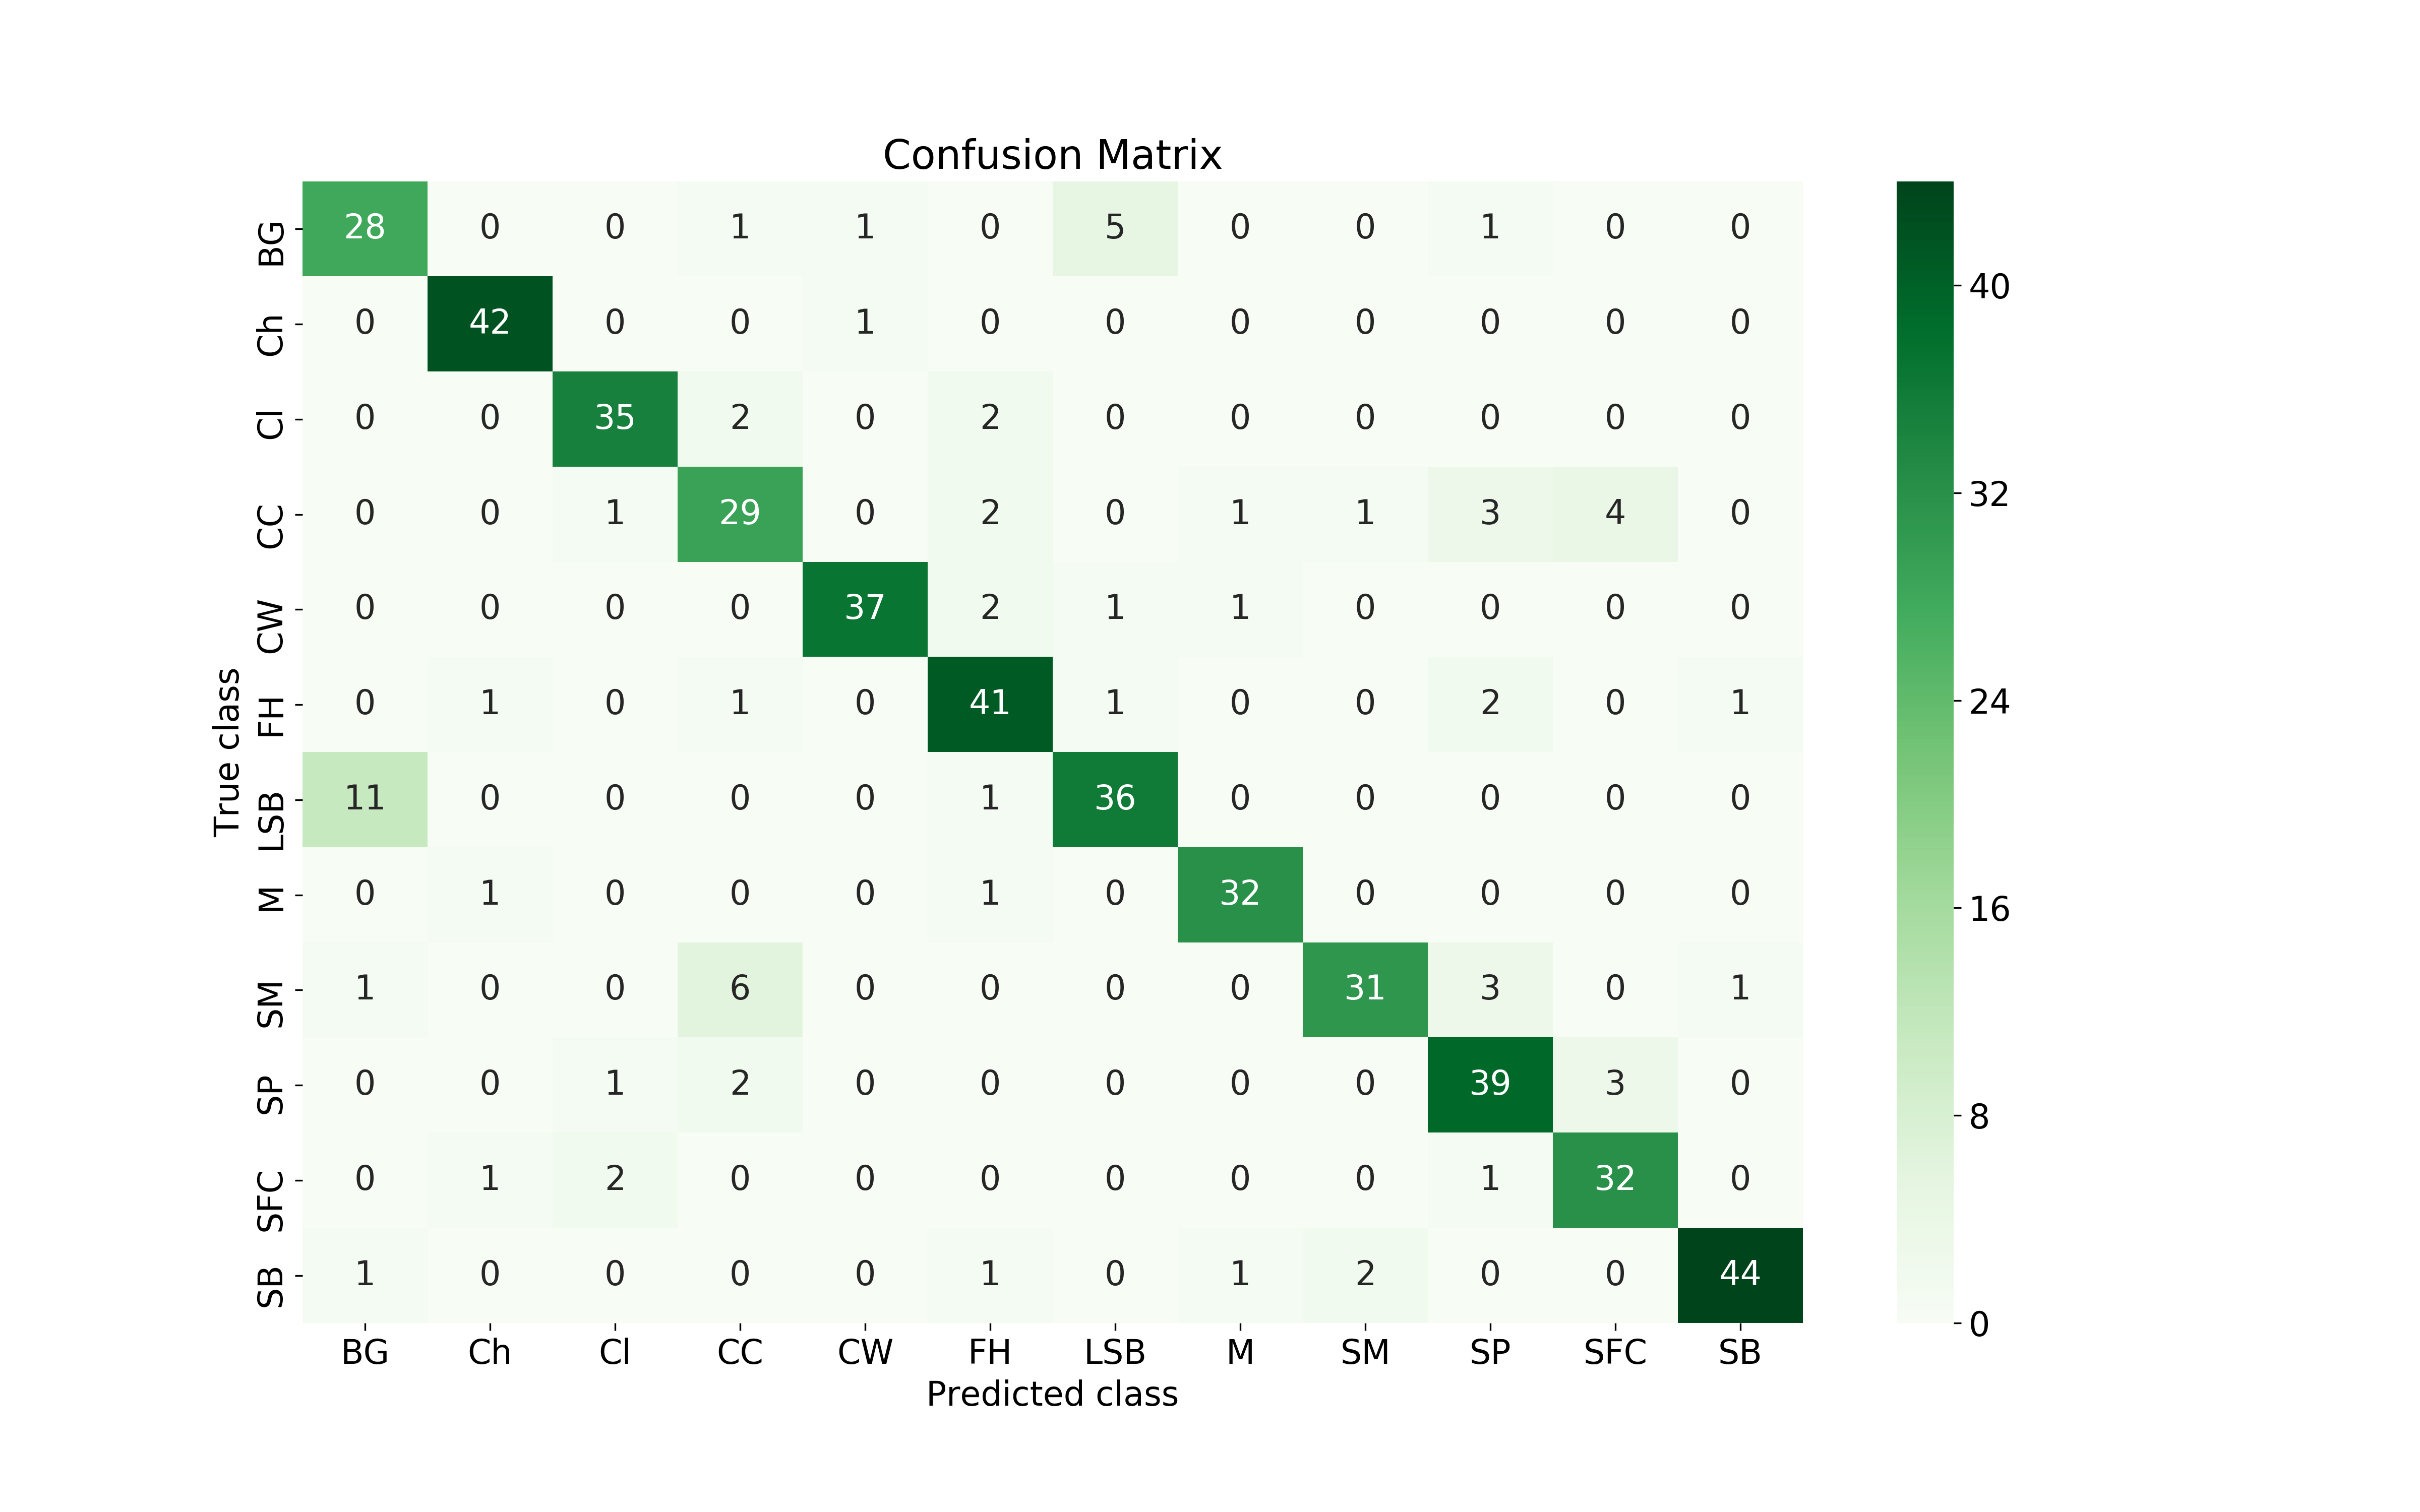 Confusion Matrix
BG 28 0 0 1 1 0 5 0 0 1 0 0
Ch 0 42 0 0 1 0 0 0 0 0 0 0
Cl 0 0 35 2 0 2 0 0 0 0 0 0
CC 0 0 1 29 0 2 0 1 1 3 4 0
CW 0 0 0 0 37 2 1 1 0 0 0 0
FH 0 1 0 1 0 41 1 0 0 2 0 1
LSB 11 0 0 0 0 1 36 0 0 0 0 0
M 0 1 0 0 0 1 0 32 0 0 0 0
SM 1 0 0 6 0 0 0 0 31 3 0 1
SP 0 0 1 2 0 0 0 0 0 39 3 0
SFC 0 1 2 0 0 0 0 0 0 1 32 0
SB 1 0 0 0 0 1 0 1 2 0 0 44
BG Ch Cl CC CW FH LSB M SM SP SFC SB
Predicted class
True class
40
32
24
16
8
0